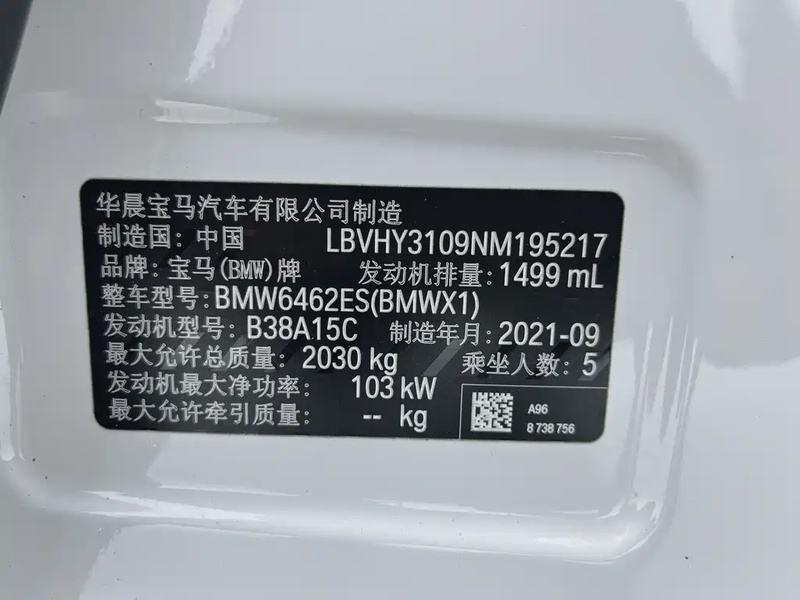 华晨宝马汽车有限公司制造
制造国: 中国 LBVHY3109NM195217
品牌: 宝马(BMW)牌 发动机排量: 1499 mL
整车型号: BMW6462ES(BMWX1)
发动机型号: B38A15C 制造年月: 2021-09
最大允许总质量: 2030 kg 乘坐人数: 5
发动机最大净功率: 103 kW
最大允许牵引质量: -- kg
A96
8 738 756